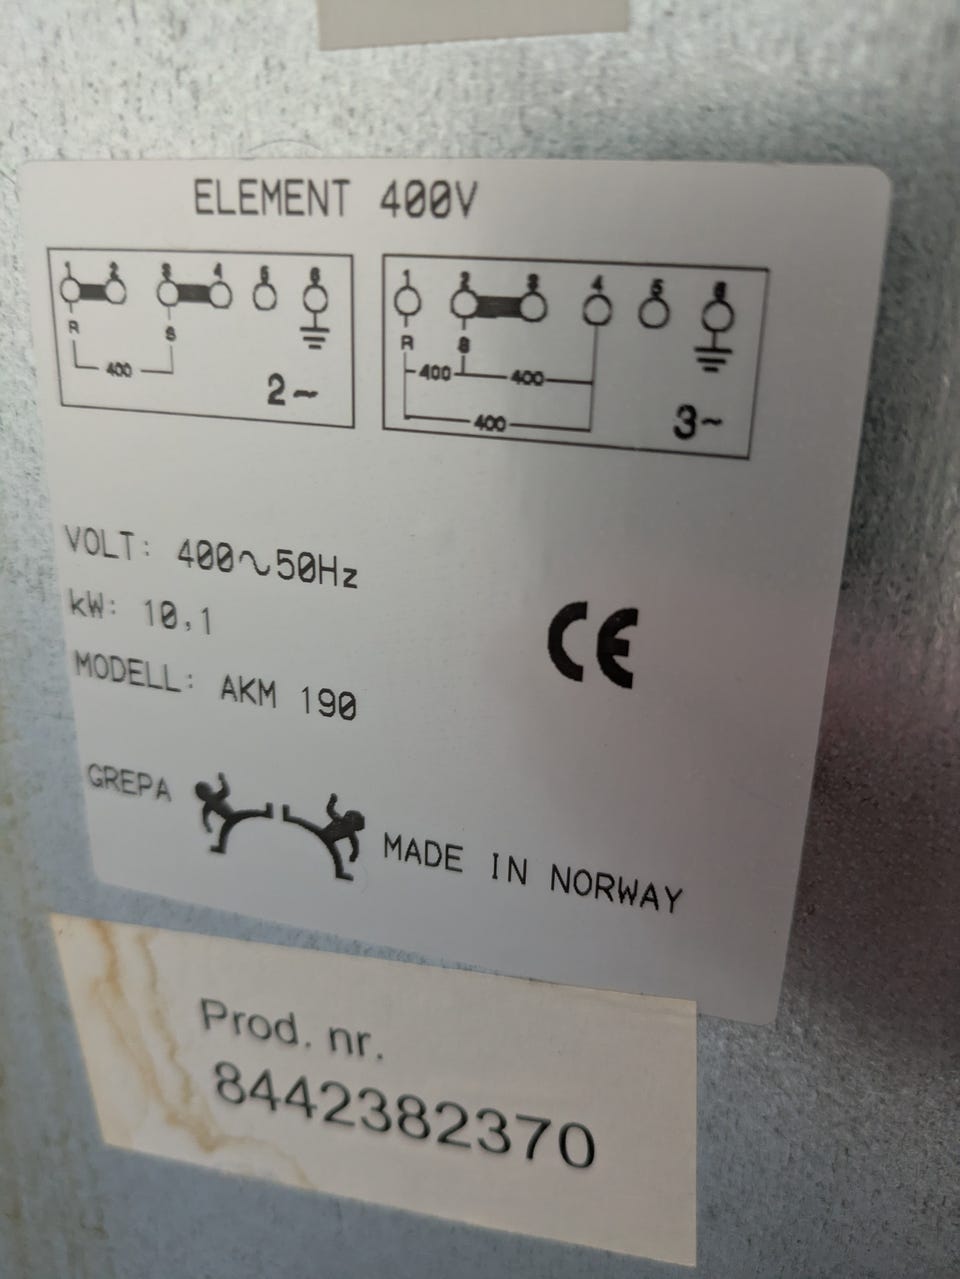 ELEMENT 400V
1 2 3 4 5 6
R S
400
2~
1 2 3 4 5 6
R S
400 400
400
3~
VOLT: 400~50Hz
kW: 10,1
MODELL: AKM 190
CE
GREPA MADE IN NORWAY
Prod. nr.
8442382370